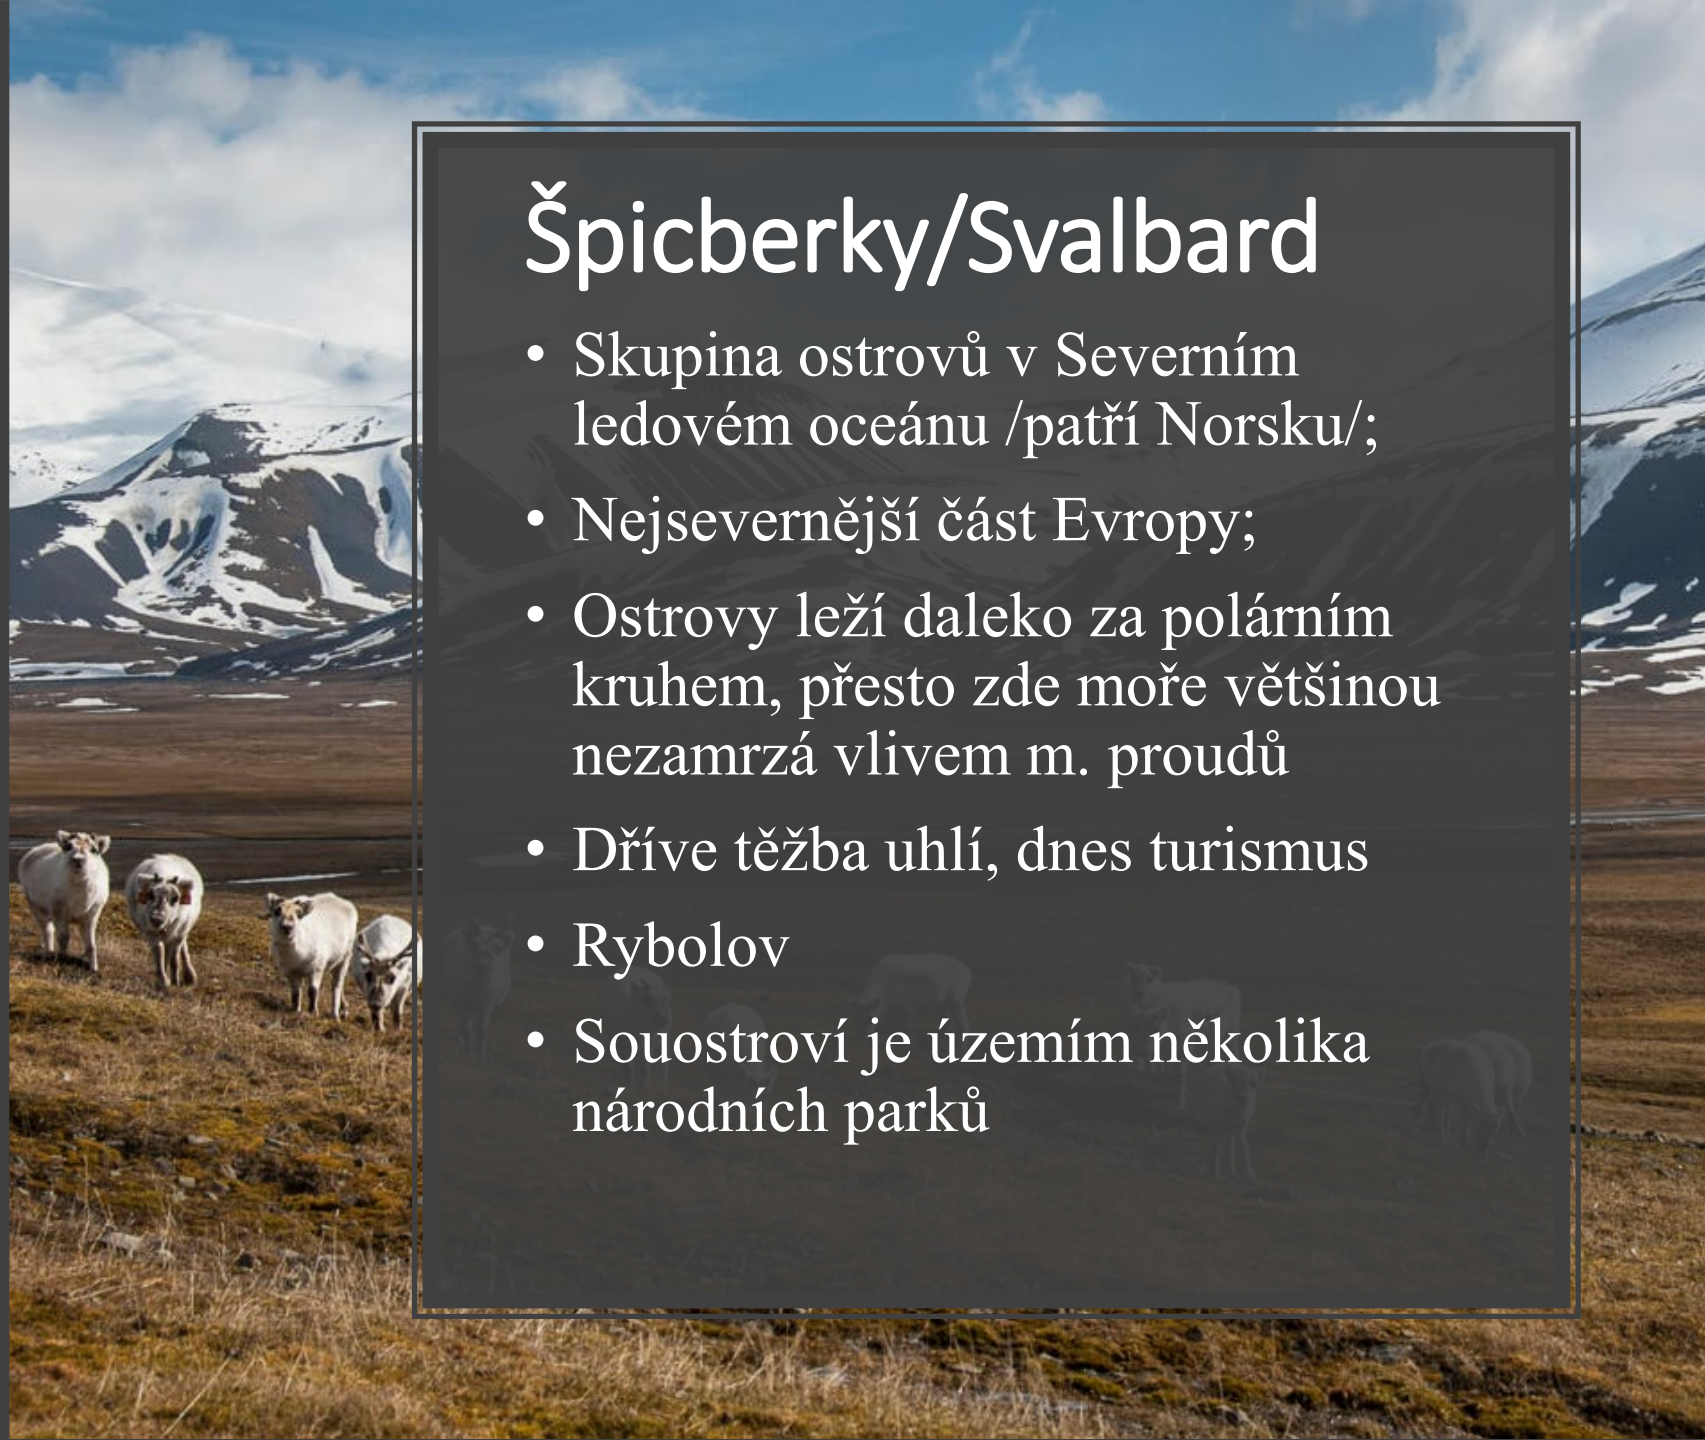 Špicberky/Svalbard
• Skupina ostrovů v Severním
ledovém oceánu /patří Norsku/;
• Nejsevernější část Evropy;
• Ostrovy leží daleko za polárním
kruhem, přesto zde moře většinou
nezamrzá vlivem m. proudů
• Dříve těžba uhlí, dnes turismus
• Rybolov
• Souostroví je územím několika
národních parků